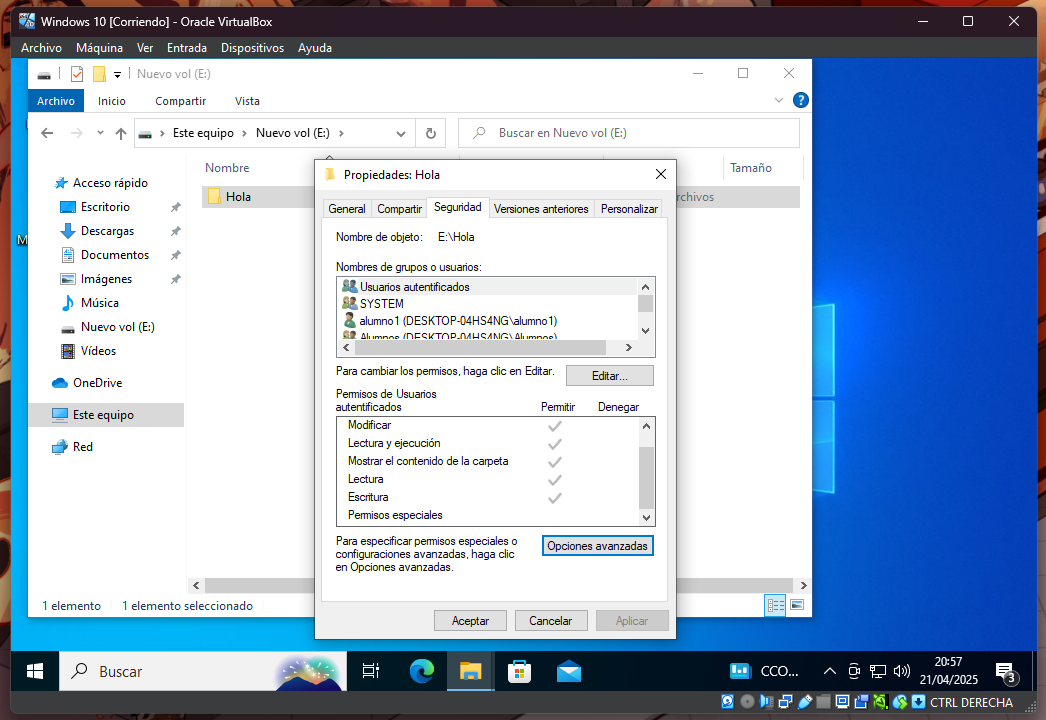 Windows 10 [Corriendo] - Oracle VirtualBox
Archivo Máquina Ver Entrada Dispositivos Ayuda
Nuevo vol (E:)
Archivo Inicio Compartir Vista
Este equipo Nuevo vol (E:)
Buscar en Nuevo vol (E:)
Nombre
Tamaño
Acceso rápido
Escritorio
Descargas
Documentos
Imágenes
Música
Nuevo vol (E:)
Vídeos
OneDrive
Este equipo
Red
Hola
rchivos
M
Propiedades: Hola
General Compartir Seguridad Versiones anteriores Personalizar
Nombre de objeto: E:\Hola
Nombres de grupos o usuarios:
Usuarios autentificados
SYSTEM
alumno1 (DESKTOP-04HS4NG\alumno1)
Alumnos (DESKTOP-04HS4NG\Alumnos)
Para cambiar los permisos, haga clic en Editar.
Editar...
Permisos de Usuarios
autentificados
Permitir Denegar
Modificar
Lectura y ejecución
Mostrar el contenido de la carpeta
Lectura
Escritura
Permisos especiales
Para especificar permisos especiales o
configuraciones avanzadas, haga clic
en Opciones avanzadas.
Opciones avanzadas
Aceptar Cancelar Aplicar
1 elemento 1 elemento seleccionado
Buscar
CCO...
20:57
21/04/2025
3
CTRL DERECHA